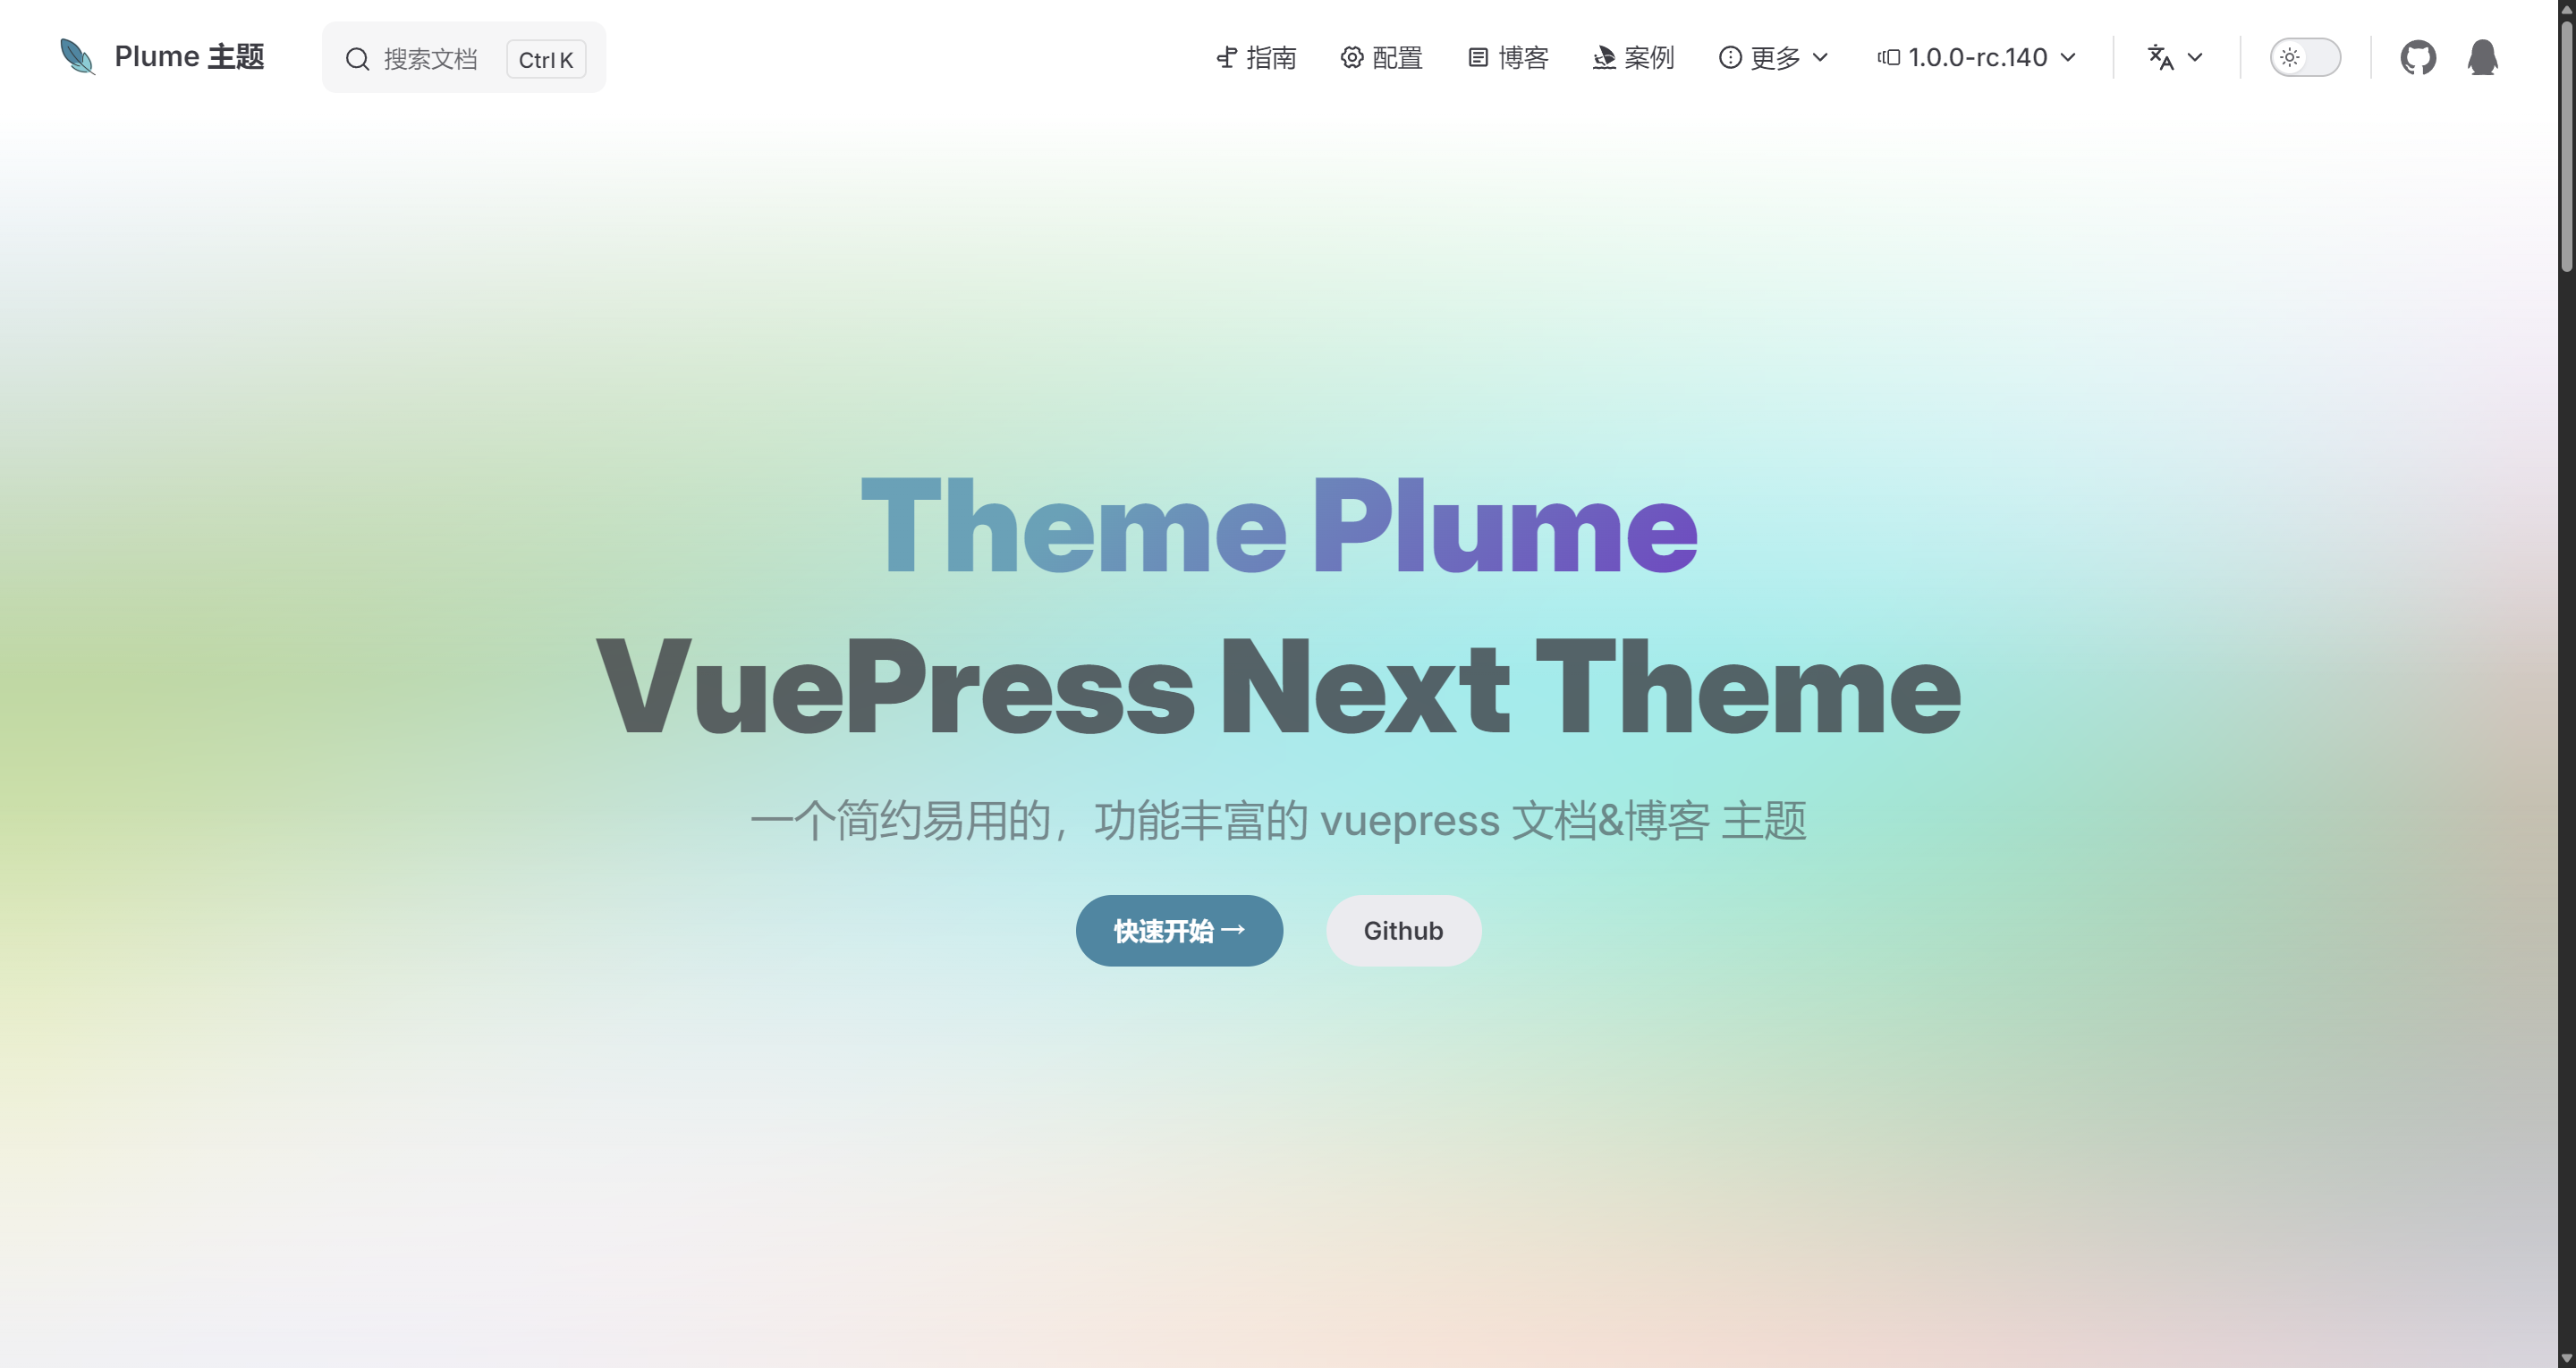 Plume 主题
搜索文档 Ctrl K
指南 配置 博客 案例 更多 1.0.0-rc.140
Theme Plume
VuePress Next Theme
一个简约易用的，功能丰富的 vuepress 文档&博客 主题
快速开始 →
Github